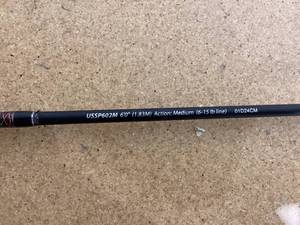 USSP602M 6'0" (1.83M) Action: Medium (6-15 lb line) 01D24CM